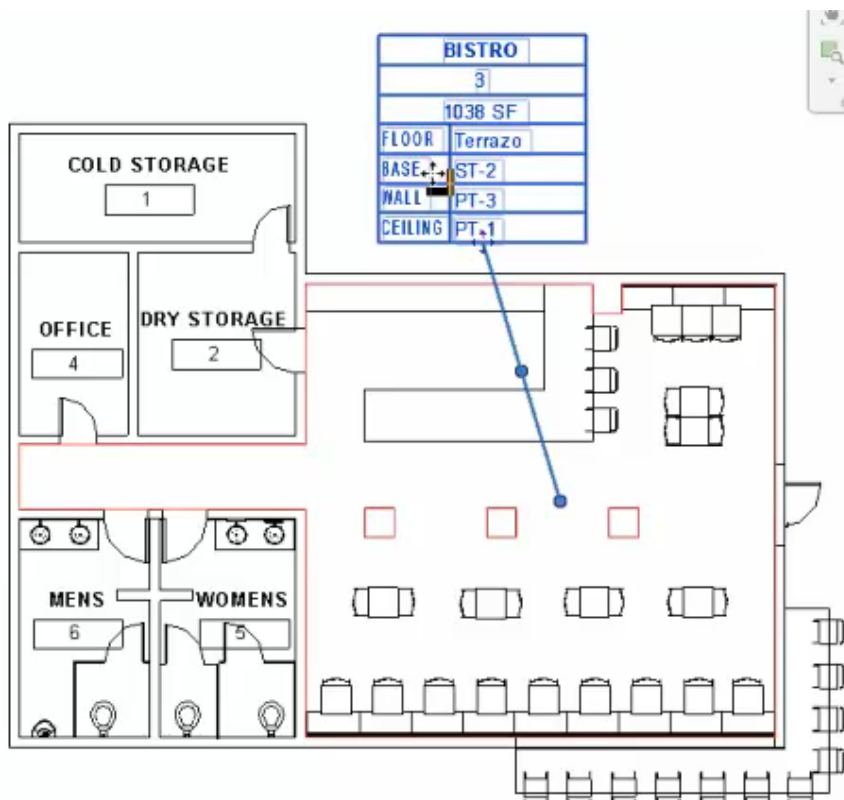 BISTRO
3
1038 SF
FLOOR Terrazo
BASE ST-2
WALL PT-3
CEILING PT-1
COLD STORAGE
1
OFFICE
4
DRY STORAGE
2
MENS
6
WOMENS
5